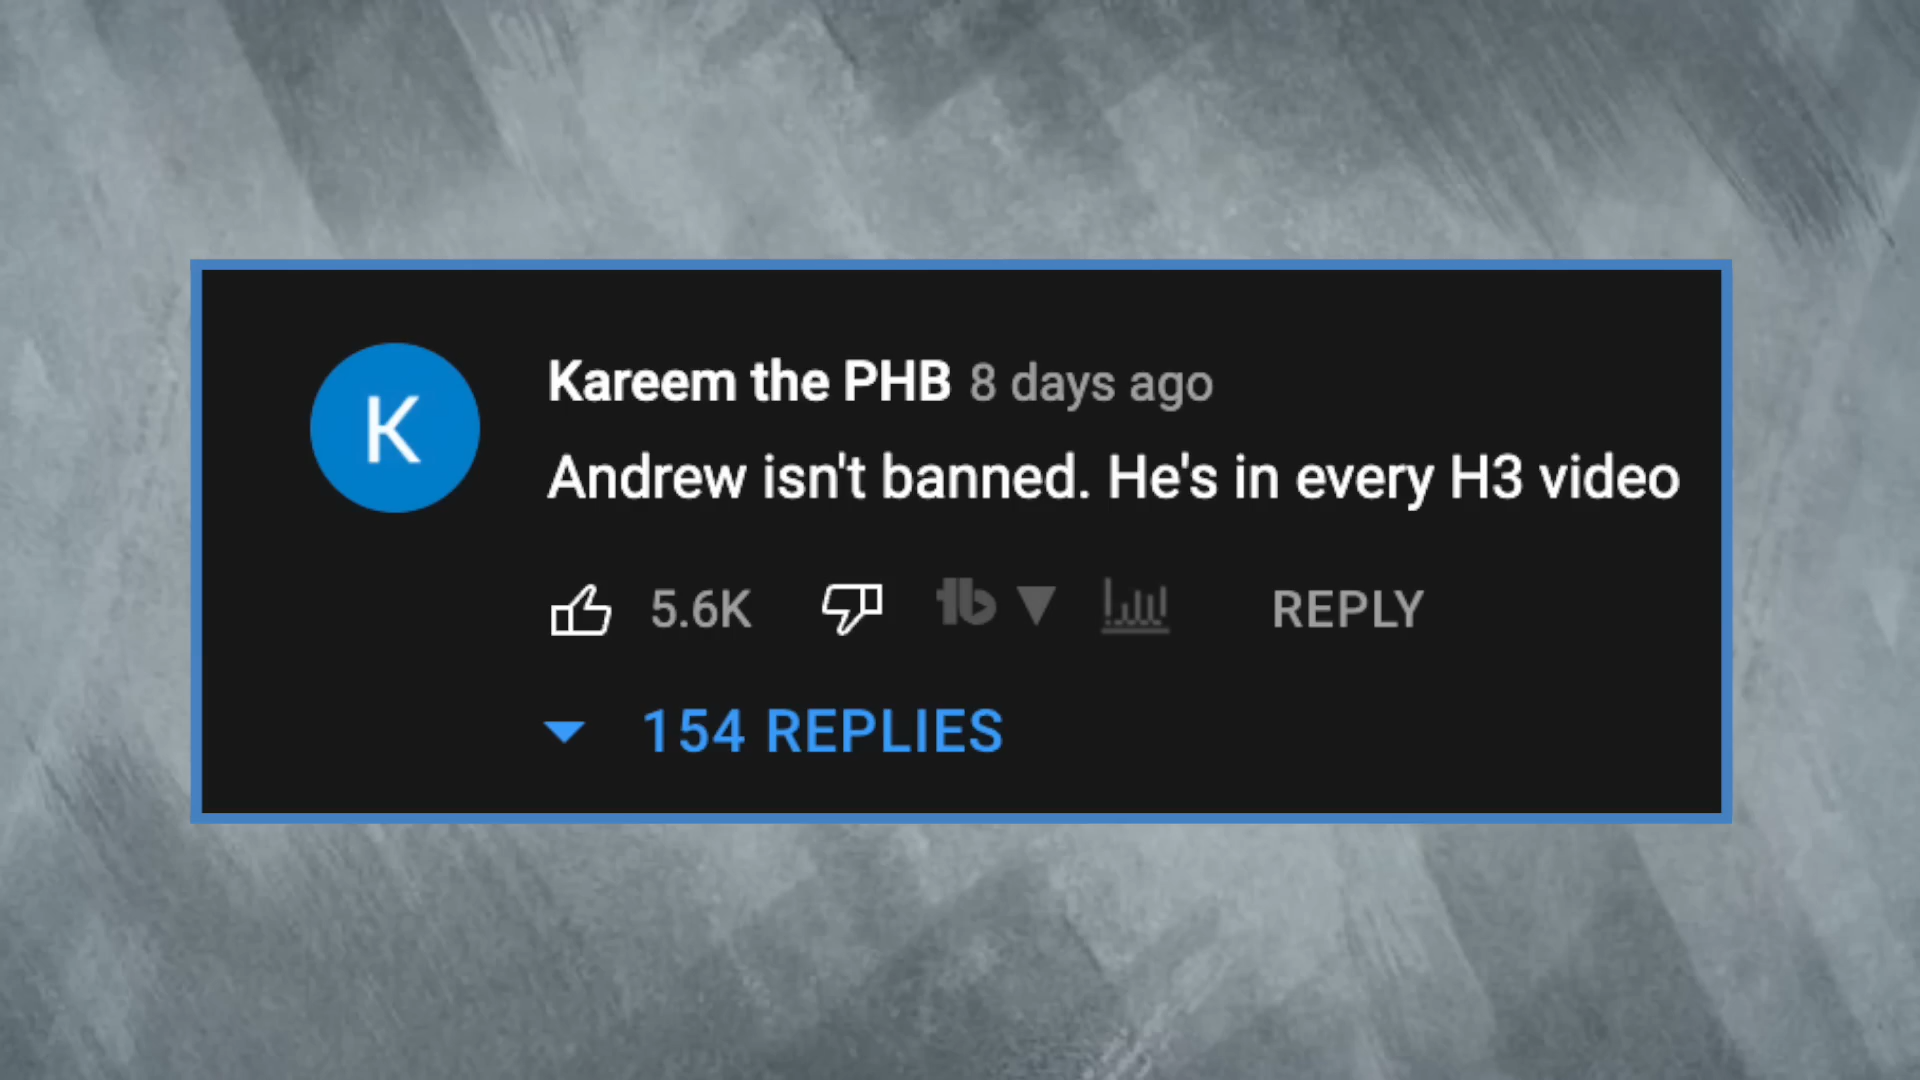 K
Kareem the PHB 8 days ago
Andrew isn't banned. He's in every H3 video
5.6K tb REPLY
154 REPLIES